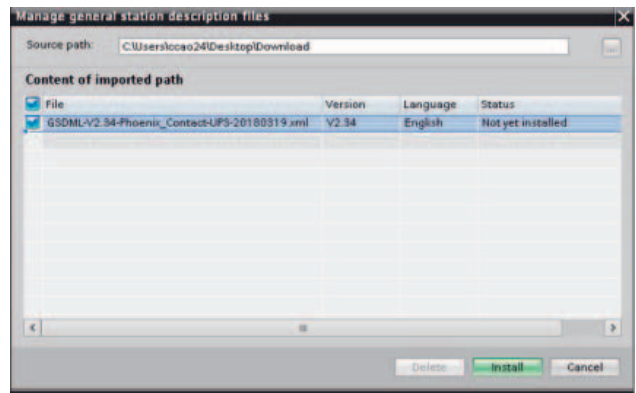 Manage general station description files
Source path: C:\Users\ccao24\Desktop\Download ...
Content of imported path
File Version Language Status
GSDML-V2.34-Phoenix_Contact-UPS-20180319.xml V2.34 English Not yet installed
Delete Install Cancel